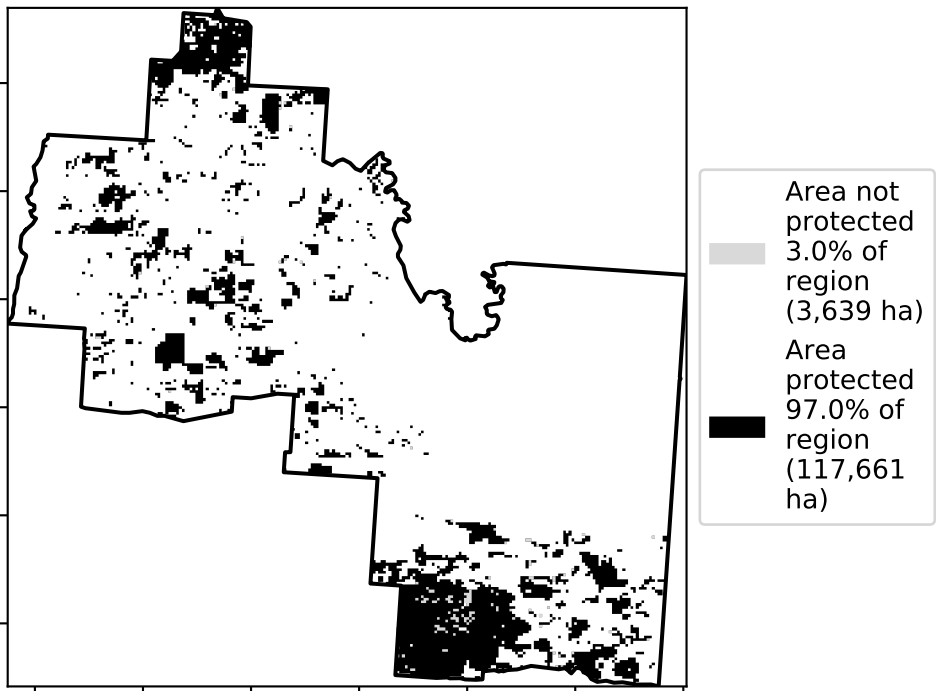 Area not
protected
3.0% of
region
(3,639 ha)
Area
protected
97.0% of
region
(117,661
ha)